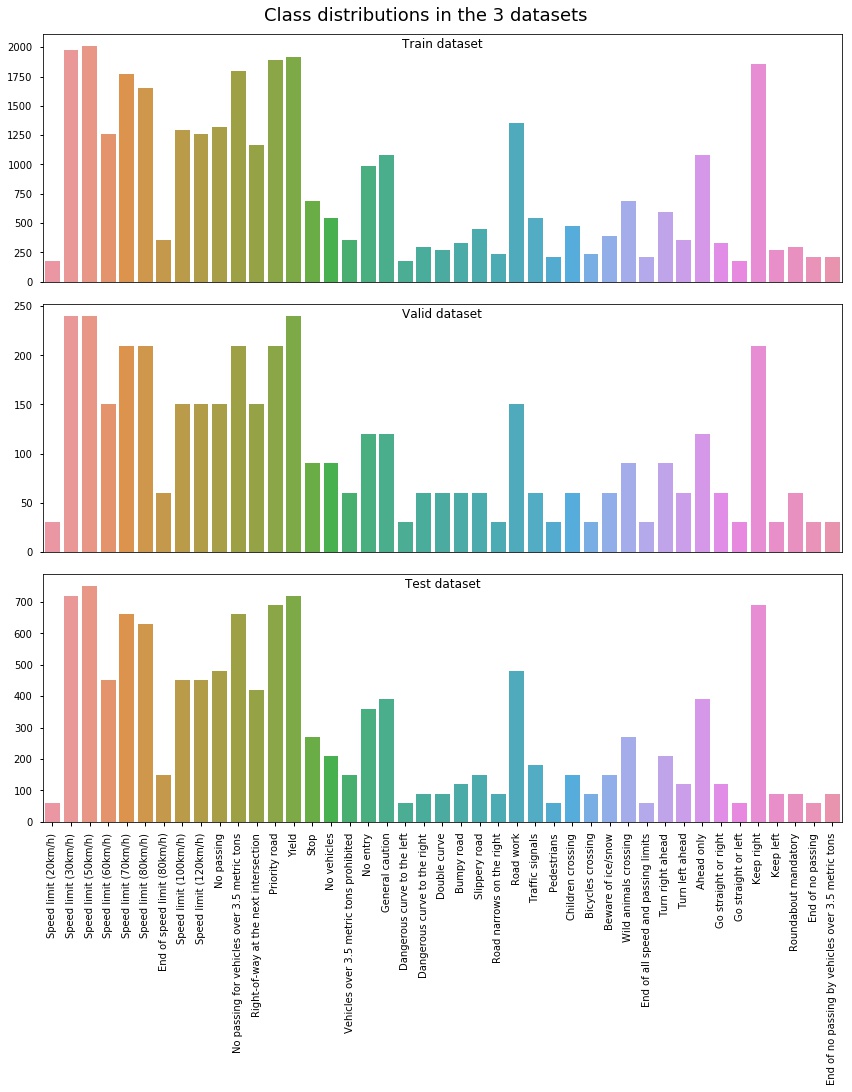 Class distributions in the 3 datasets
Train dataset
2000
1750
1500
1250
1000
750
500
250
0
Valid dataset
250
200
150
100
50
0
Test dataset
700
600
500
400
300
200
100
0
Speed limit (20km/h)
Speed limit (30km/h)
Speed limit (50km/h)
Speed limit (60km/h)
Speed limit (70km/h)
Speed limit (80km/h)
End of speed limit (80km/h)
Speed limit (100km/h)
Speed limit (120km/h)
No passing
No passing for vehicles over 3.5 metric tons
Right-of-way at the next intersection
Priority road
Yield
Stop
No vehicles
Vehicles over 3.5 metric tons prohibited
No entry
General caution
Dangerous curve to the left
Dangerous curve to the right
Double curve
Bumpy road
Slippery road
Road narrows on the right
Road work
Traffic signals
Pedestrians
Children crossing
Bicycles crossing
Beware of ice/snow
Wild animals crossing
End of all speed and passing limits
Turn right ahead
Turn left ahead
Ahead only
Go straight or right
Go straight or left
Keep right
Keep left
Roundabout mandatory
End of no passing
End of no passing by vehicles over 3.5 metric tons